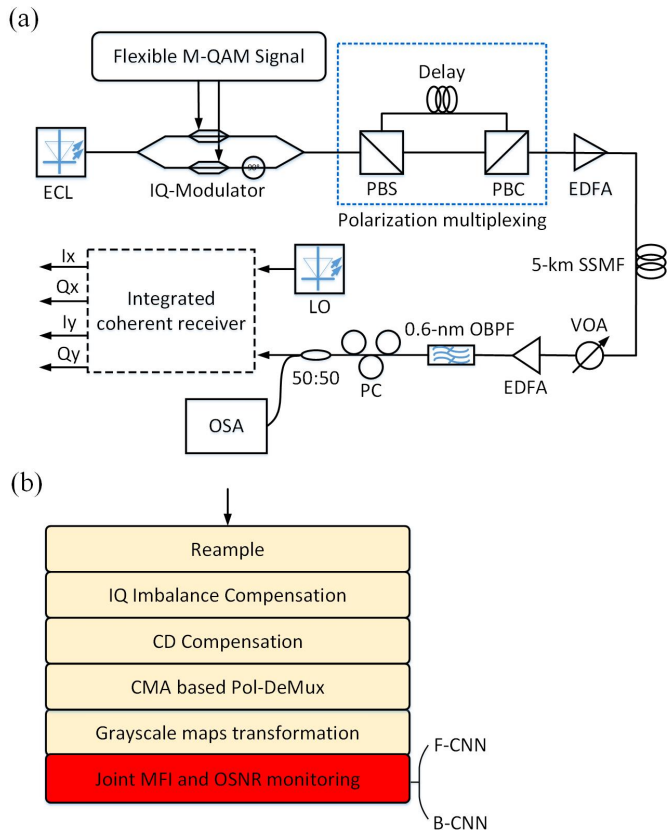 (a)
Flexible M-QAM Signal
Delay
90°
ECL
IQ-Modulator
PBS
PBC
EDFA
Polarization multiplexing
5-km SSMF
Ix
Qx
Iy
Qy
Integrated
coherent receiver
LO
0.6-nm OBPF
VOA
50:50
PC
EDFA
OSA
(b)
Reample
IQ Imbalance Compensation
CD Compensation
CMA based Pol-DeMux
Grayscale maps transformation
Joint MFI and OSNR monitoring
F-CNN
B-CNN